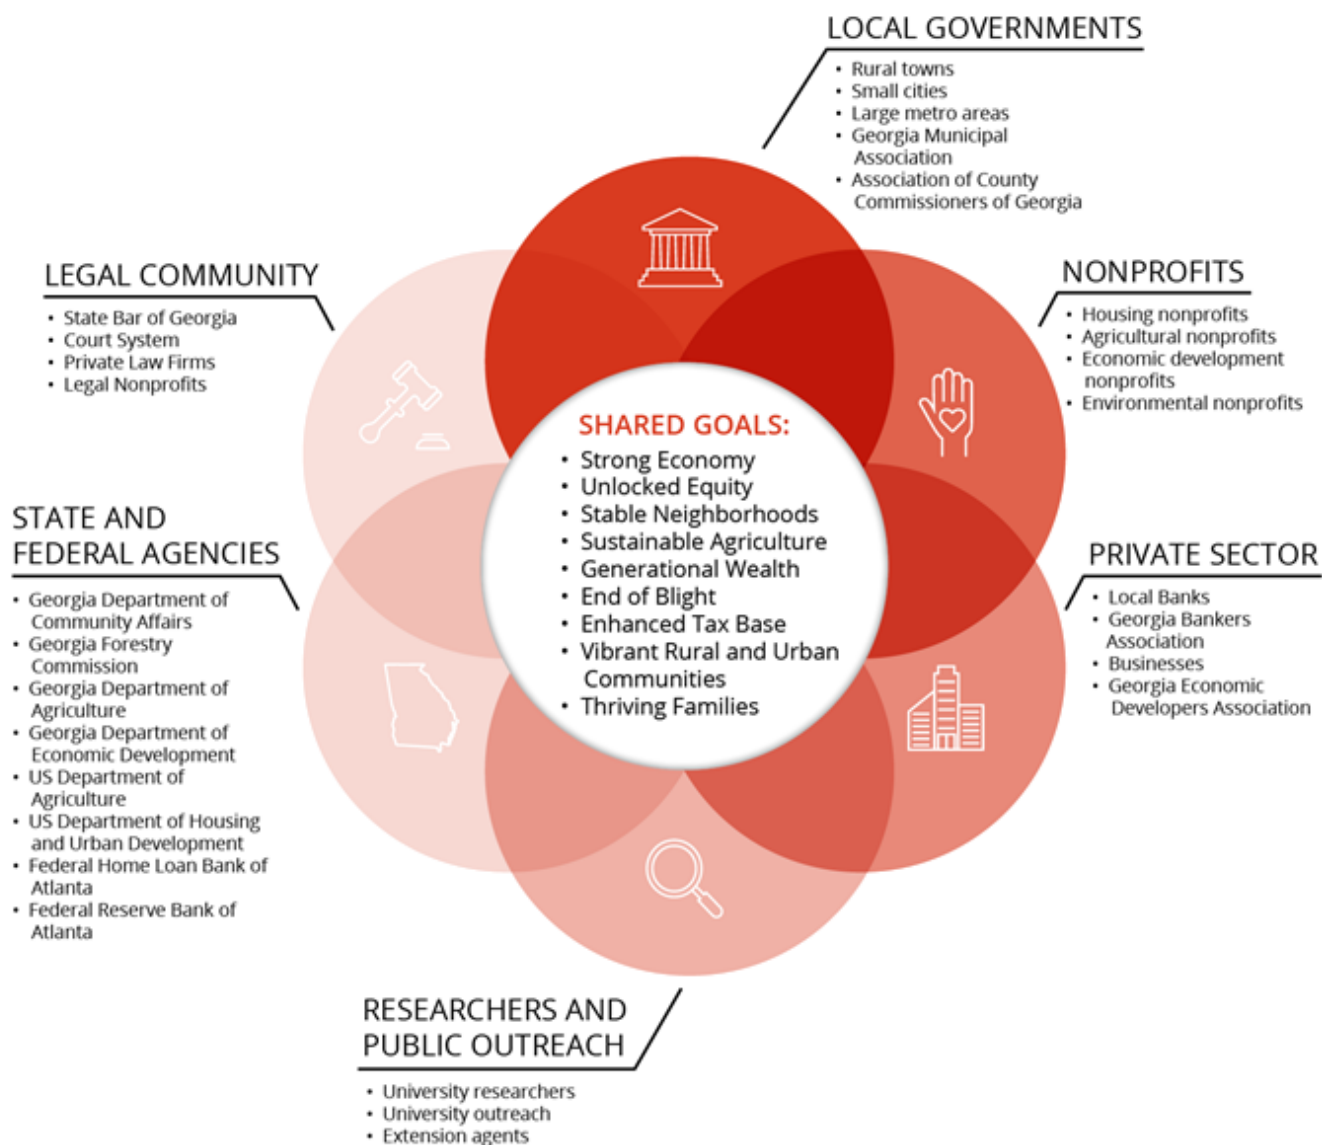 LOCAL GOVERNMENTS
• Rural towns
• Small cities
• Large metro areas
• Georgia Municipal
Association
• Association of County
Commissioners of Georgia
NONPROFITS
• Housing nonprofits
• Agricultural nonprofits
• Economic development
nonprofits
• Environmental nonprofits
PRIVATE SECTOR
• Local Banks
• Georgia Bankers
Association
• Businesses
• Georgia Economic
Developers Association
RESEARCHERS AND
PUBLIC OUTREACH
• University researchers
• University outreach
• Extension agents
STATE AND
FEDERAL AGENCIES
• Georgia Department of
Community Affairs
• Georgia Forestry
Commission
• Georgia Department of
Agriculture
• Georgia Department of
Economic Development
• US Department of
Agriculture
• US Department of Housing
and Urban Development
• Federal Home Loan Bank of
Atlanta
• Federal Reserve Bank of
Atlanta
LEGAL COMMUNITY
• State Bar of Georgia
• Court System
• Private Law Firms
• Legal Nonprofits
SHARED GOALS:
• Strong Economy
• Unlocked Equity
• Stable Neighborhoods
• Sustainable Agriculture
• Generational Wealth
• End of Blight
• Enhanced Tax Base
• Vibrant Rural and Urban
Communities
• Thriving Families